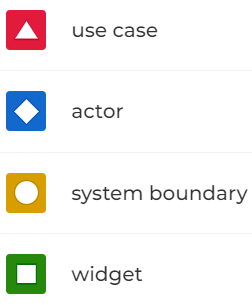 use case
actor
system boundary
widget